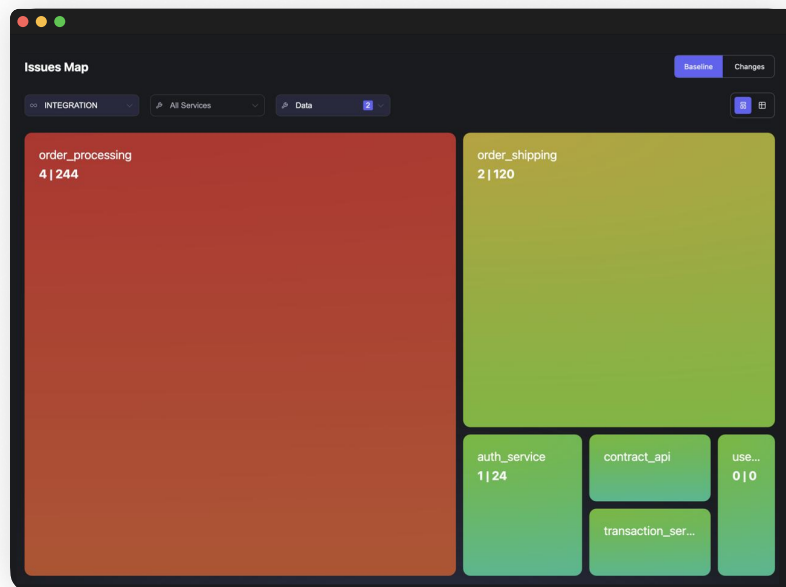 Issues Map
Baseline
Changes
INTEGRATION
All Services
Data
2
order_processing
4 | 244
order_shipping
2 | 120
auth_service
1 | 24
contract_api
transaction_ser...
use...
0 | 0